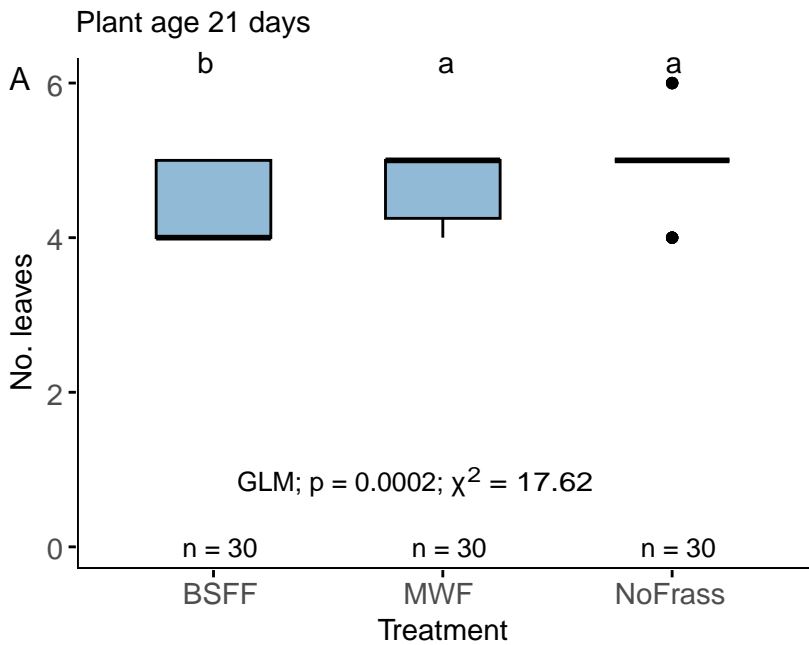 Plant age 21 days
A
b a a
6
4
2
0
No. leaves
GLM; p = 0.0002; χ² = 17.62
n = 30 n = 30 n = 30
BSFF MWF NoFrass
Treatment